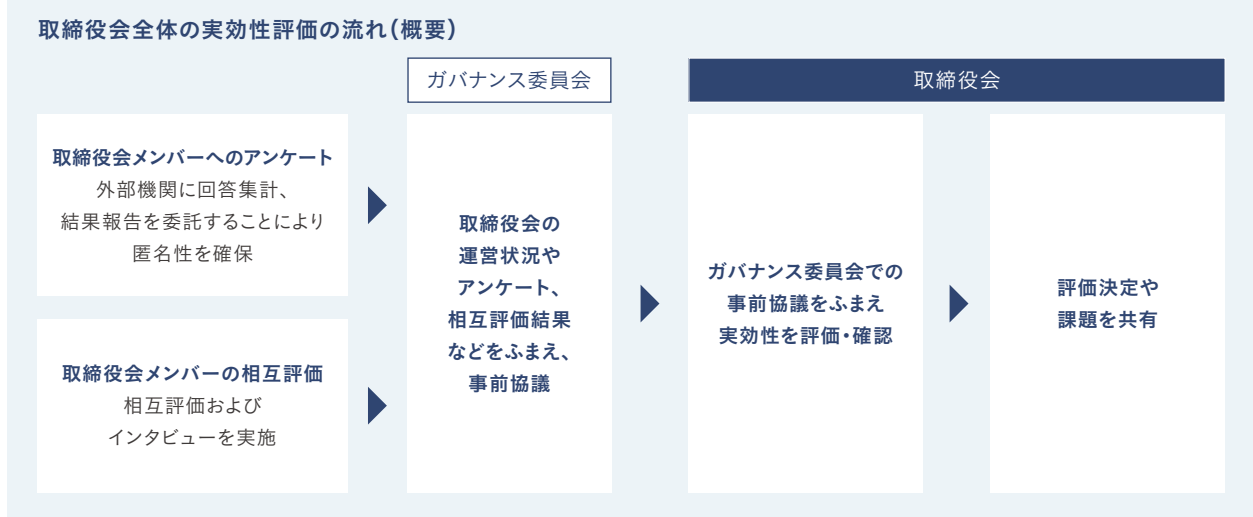 取締役会全体の実効性評価の流れ（概要）
ガバナンス委員会
取締役会
取締役会メンバーへのアンケート
外部機関に回答集計、
結果報告を委託することにより
匿名性を確保
取締役会メンバーの相互評価
相互評価および
インタビューを実施
取締役会の
運営状況や
アンケート、
相互評価結果
などをふまえ、
事前協議
ガバナンス委員会での
事前協議をふまえ
実効性を評価・確認
評価決定や
課題を共有